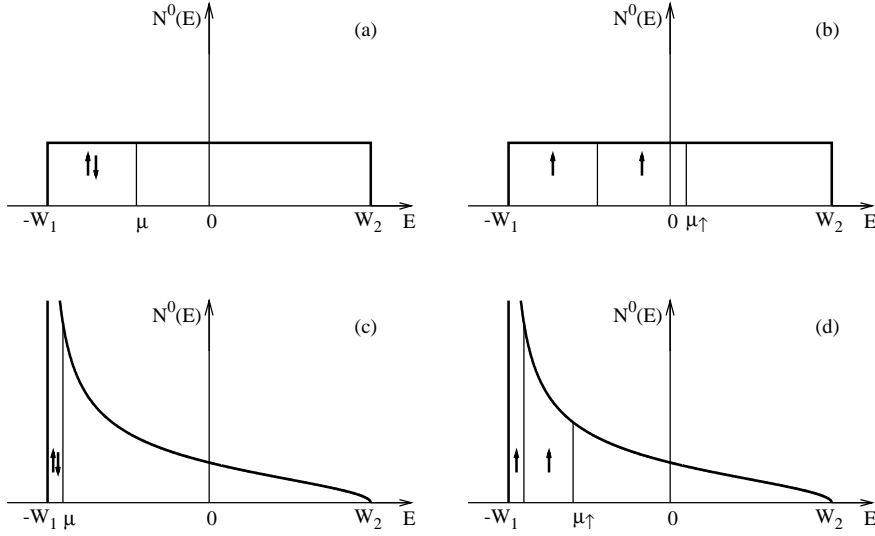 N⁰(E) (a)
↑↓
-W₁ μ 0 W₂ E
N⁰(E) (b)
↑ ↑
-W₁ 0 μ↑ W₂ E
N⁰(E) (c)
↑↓
-W₁ μ 0 W₂ E
N⁰(E) (d)
↑ ↑
-W₁ μ↑ 0 W₂ E